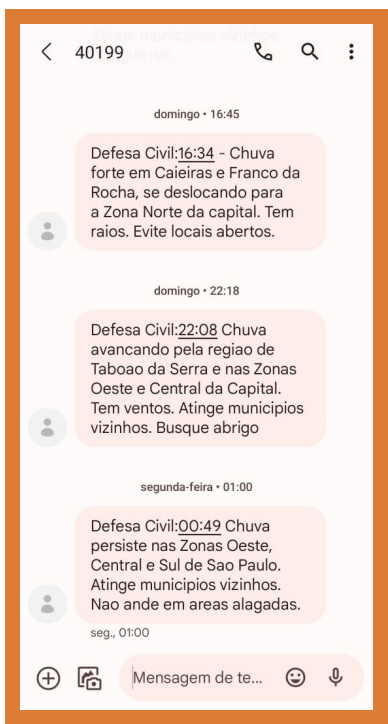 Atinge municipios vizinhos.
40199
domingo • 16:45
Defesa Civil:16:34 - Chuva
forte em Caieiras e Franco da
Rocha, se deslocando para
a Zona Norte da capital. Tem
raios. Evite locais abertos.
domingo • 22:18
Defesa Civil:22:08 Chuva
avancando pela regiao de
Taboao da Serra e nas Zonas
Oeste e Central da Capital.
Tem ventos. Atinge municipios
vizinhos. Busque abrigo
segunda-feira • 01:00
Defesa Civil:00:49 Chuva
persiste nas Zonas Oeste,
Central e Sul de Sao Paulo.
Atinge municipios vizinhos.
Nao ande em areas alagadas.
seg., 01:00
Mensagem de te...